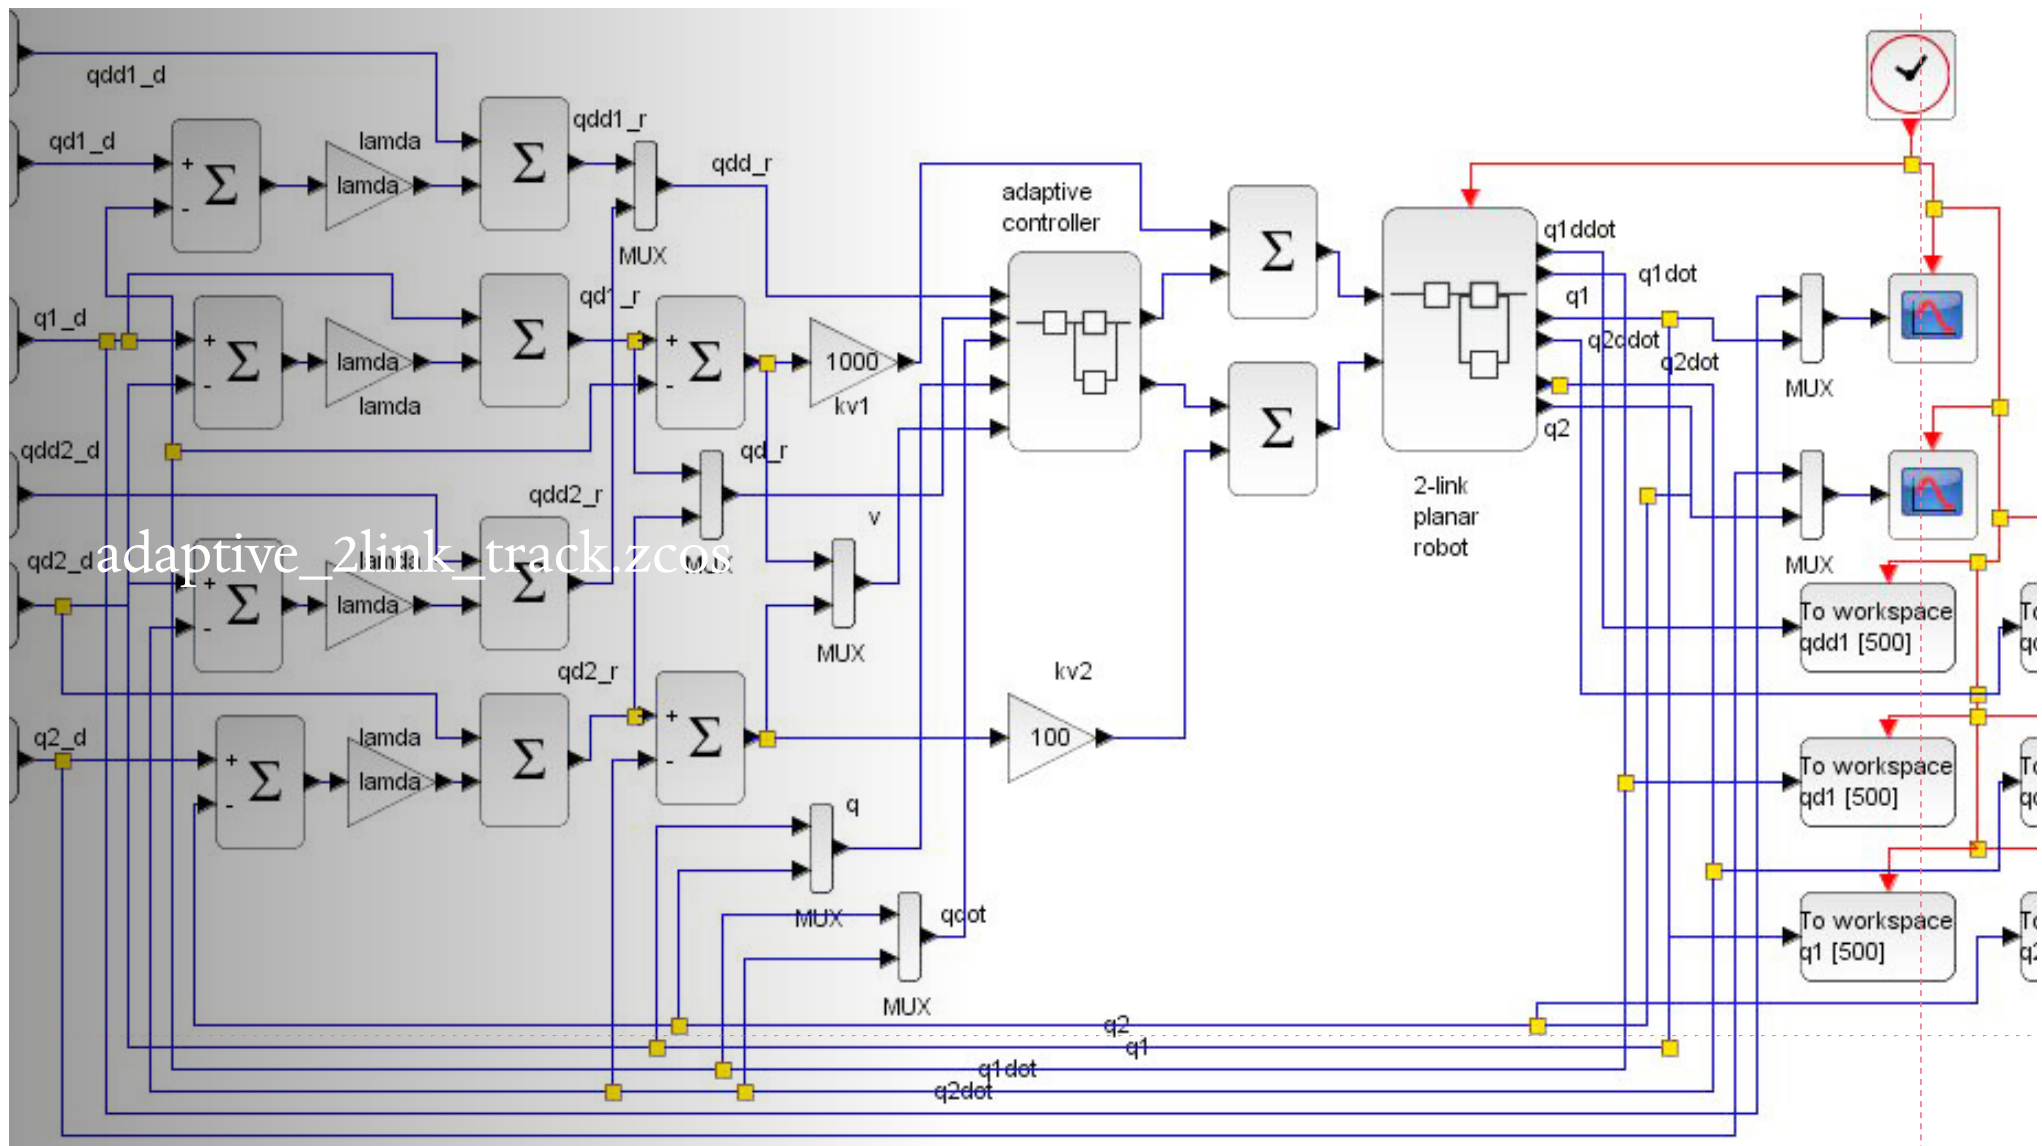 qdd1_d
qd1_d
+
-
Σ
lamda
lamda
Σ
qdd1_r
MUX
qdd_r
q1_d
+
-
Σ
lamda
lamda
Σ
qd1_r
+
-
Σ
1000
kv1
adaptive
controller
Σ
Σ
q1ddot
q1dot
q1
q2ddot
q2dot
q2
2-link
planar
robot
MUX
MUX
qdd2_d
qd2_d
+
-
Σ
lamda
lamda
Σ
qdd2_r
qd_r
MUX
v
MUX
adaptive_2link_track.zcos
q2_d
+
-
Σ
lamda
lamda
Σ
qd2_r
+
-
Σ
kv2
100
q
MUX
qdot
MUX
To workspace
qdd1 [500]
To workspace
qd1 [500]
To workspace
q1 [500]
q2
q1
q1dot
q2dot